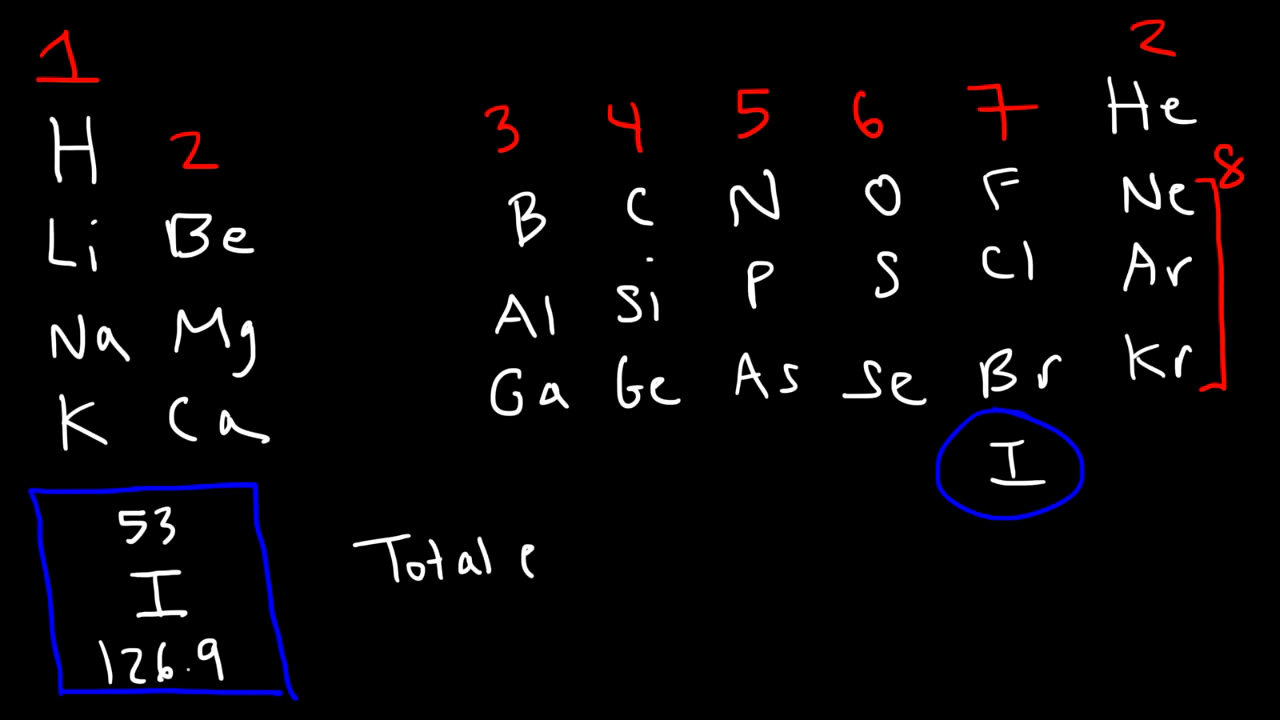 1 2
H 2 3 4 5 6 7 He
Li Be B C N O F Ne 8
Na Mg Al Si P S Cl Ar
K Ca Ga Ge As Se Br Kr
I
53
I
126.9
Total e